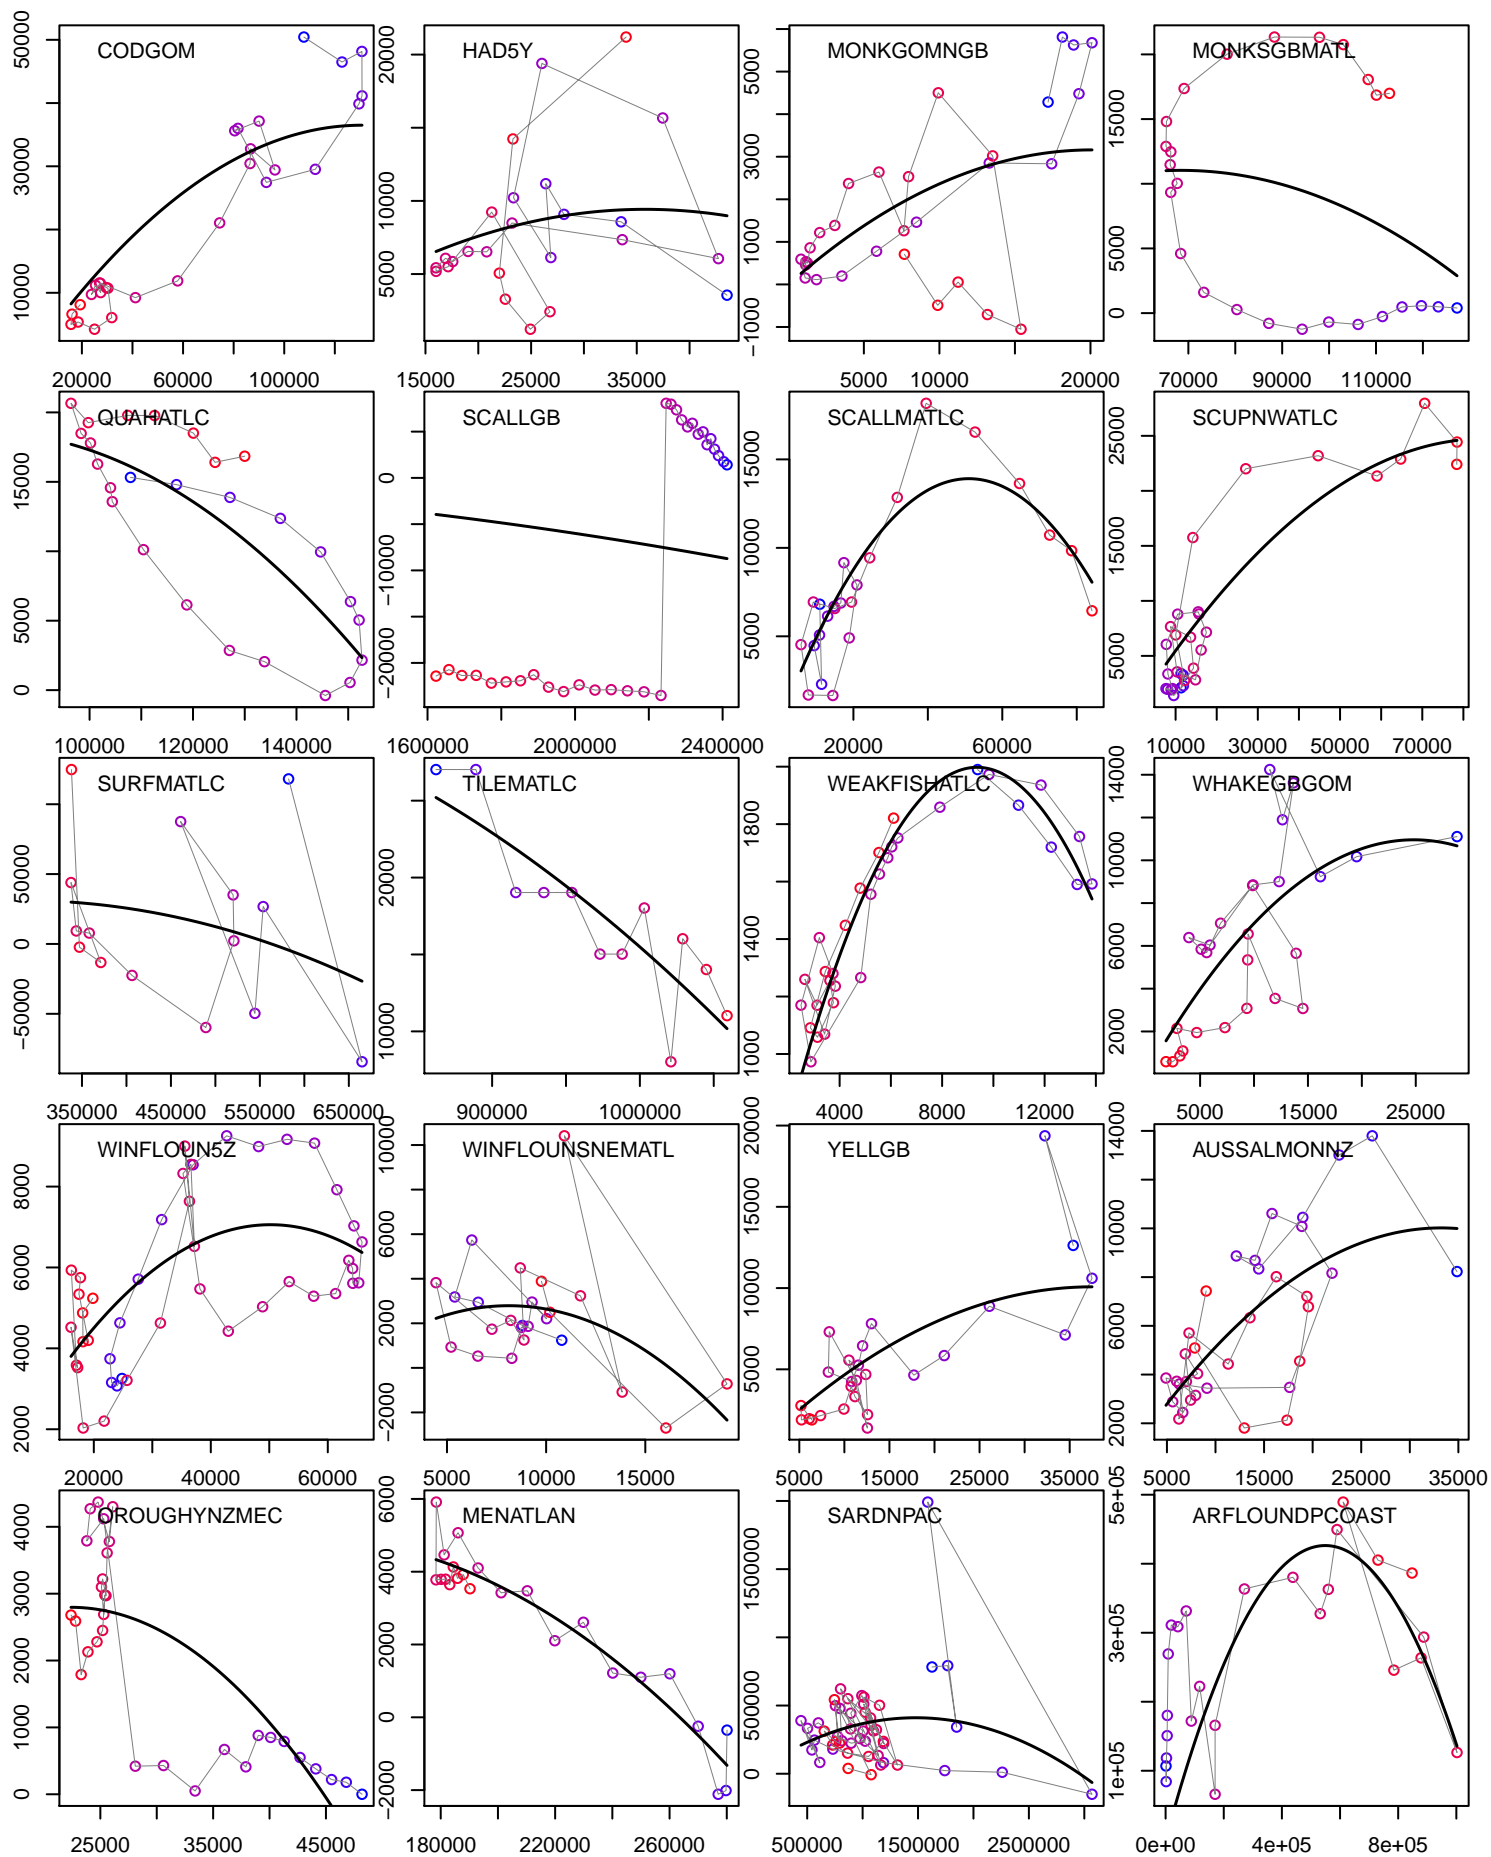 CODGOM HAD5Y MONKGOMNGB MONKSGBMATL
10000 30000 50000 5000 10000 20000 −1000 1000 3000 5000 0 5000 15000
20000 60000 100000 15000 25000 35000 5000 10000 20000 70000 90000 110000
QUAHATLC SCALLGB SCALLMATLC SCUPNWATLC
0 5000 15000 −20000 −10000 0 5000 10000 15000 5000 15000 25000
100000 120000 140000 1600000 2000000 2400000 20000 60000 10000 30000 50000 70000
SURFMATLC TILEMATLC WEAKFISHATLC WHAKEGBGOM
−50000 0 50000 10000 20000 1000 1400 1800 2000 6000 10000 14000
350000 450000 550000 650000 900000 1000000 4000 8000 12000 5000 15000 25000
WINFLOUN5Z WINFLOUNSNEMATL YELLGB AUSSALMONNZ
2000 4000 6000 8000 −2000 2000 6000 10000 5000 10000 15000 20000 2000 6000 10000 14000
20000 40000 60000 5000 10000 15000 5000 15000 25000 35000 5000 15000 25000 35000
OROUGHYNZMEC MENATLAN SARDNPAC ARFLOUNDPCOAST
0 1000 2000 3000 4000 −2000 0 2000 4000 6000 0 500000 1500000 1e+05 3e+05 5e+05
25000 35000 45000 180000 220000 260000 500000 1500000 2500000 0e+00 4e+05 8e+05